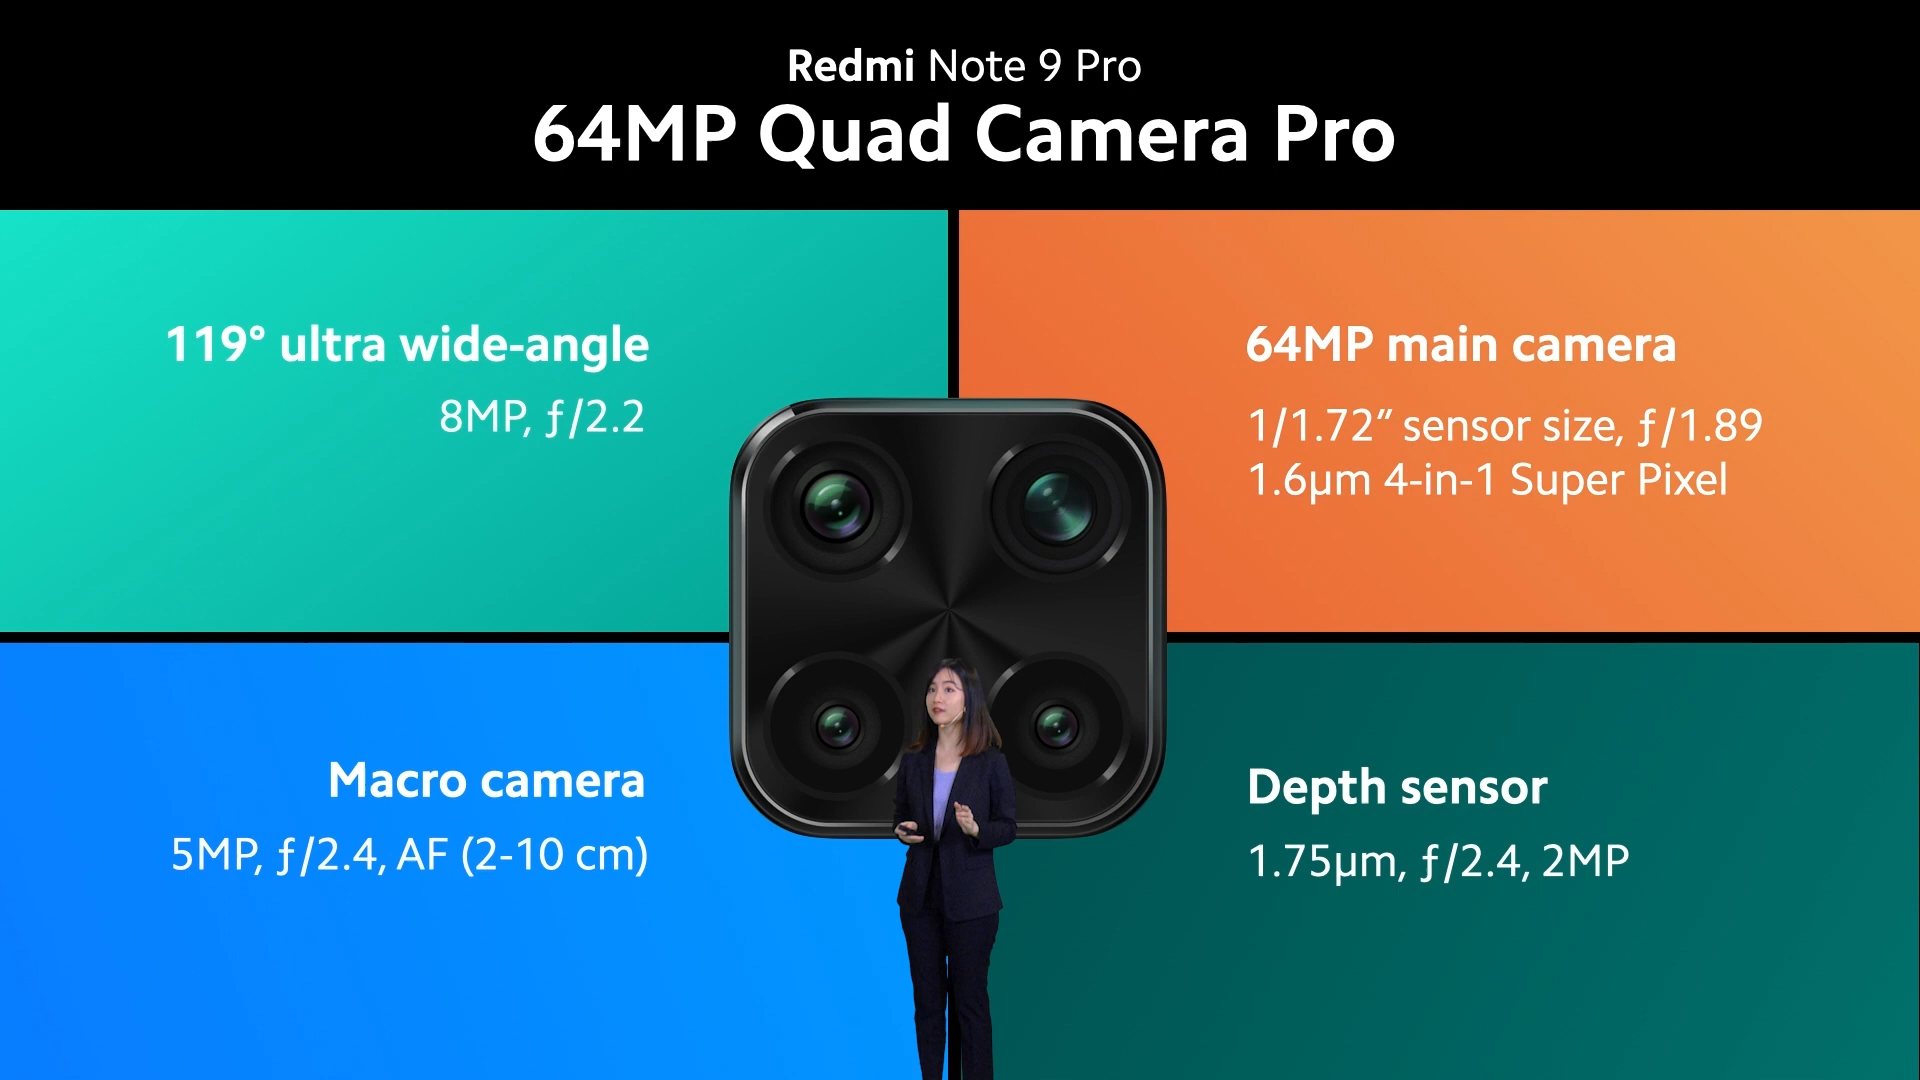 Redmi Note 9 Pro
64MP Quad Camera Pro
119° ultra wide-angle
8MP, ƒ/2.2
64MP main camera
1/1.72” sensor size, ƒ/1.89
1.6μm 4-in-1 Super Pixel
Macro camera
5MP, ƒ/2.4, AF (2-10 cm)
Depth sensor
1.75μm, ƒ/2.4, 2MP